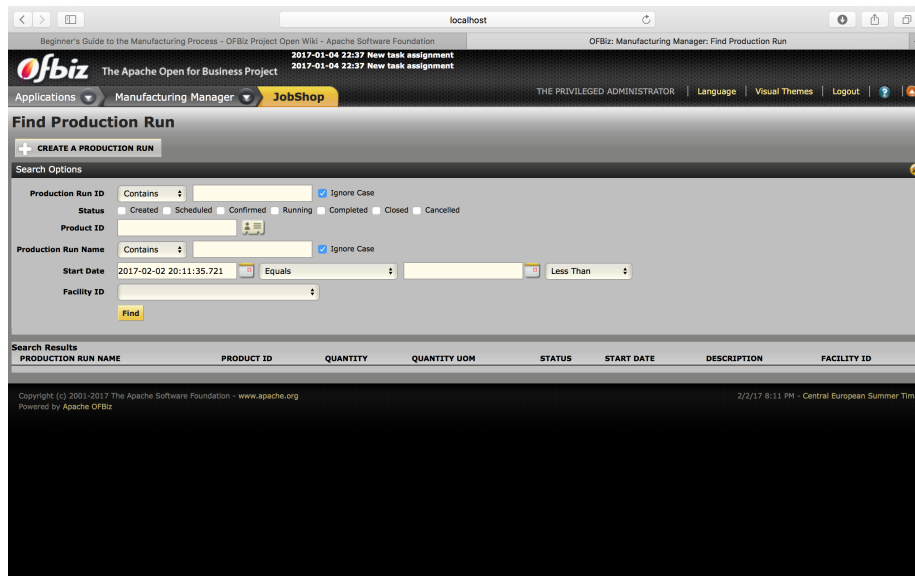 localhost
Beginner's Guide to the Manufacturing Process - OFBiz Project Open Wiki - Apache Software Foundation
OFBiz: Manufacturing Manager: Find Production Run
Ofbiz The Apache Open for Business Project
2017-01-04 22:37 New task assignment
2017-01-04 22:37 New task assignment
Applications Manufacturing Manager JobShop
THE PRIVILEGED ADMINISTRATOR Language Visual Themes Logout ?
Find Production Run
CREATE A PRODUCTION RUN
Search Options
Production Run ID Contains Ignore Case
Status Created Scheduled Confirmed Running Completed Closed Cancelled
Product ID
Production Run Name Contains Ignore Case
Start Date 2017-02-02 20:11:35.721 Equals Less Than
Facility ID
Find
Search Results
PRODUCTION RUN NAME PRODUCT ID QUANTITY QUANTITY UOM STATUS START DATE DESCRIPTION FACILITY ID
Copyright (c) 2001-2017 The Apache Software Foundation - www.apache.org
2/2/17 8:11 PM - Central European Summer Tim
Powered by Apache OFBiz